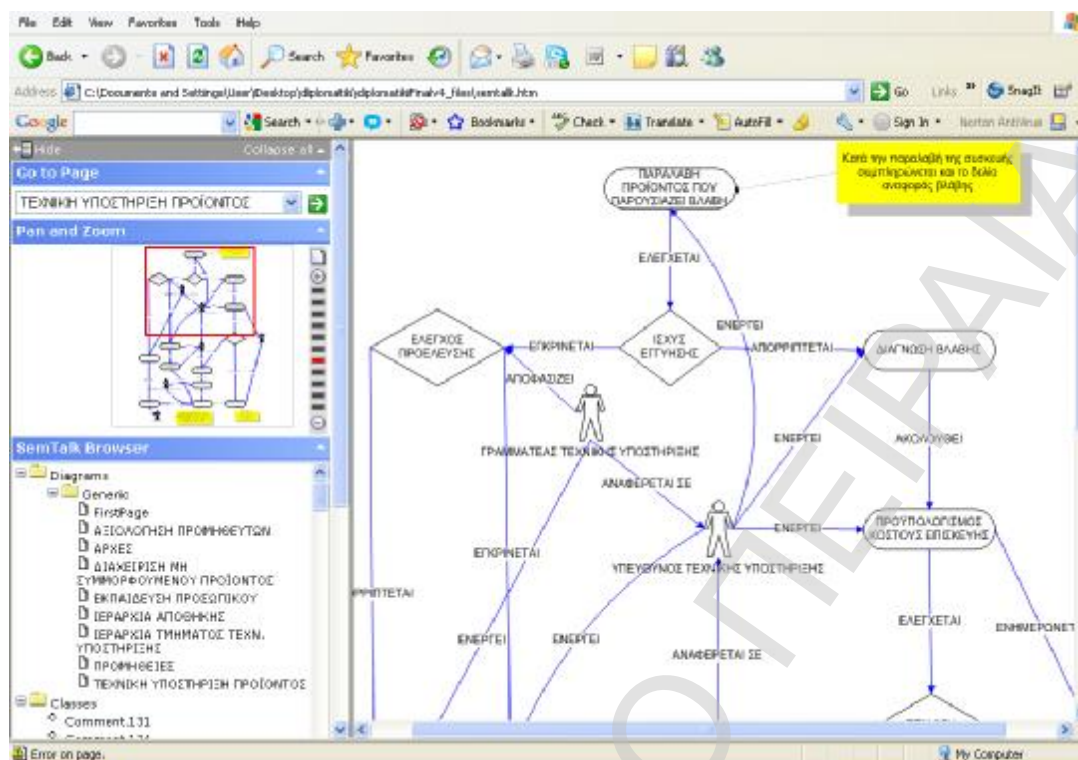 File Edit View Favorites Tools Help
Back Search Favorites
Address C:\Documents and Settings\User\Desktop\diplomatiki\diplomatikiFinalv4_files\semtalk.htm Go Links SnagIt
Google Search Bookmarks Check Translate AutoFill Sign In Norton AntiVirus
Hide Collapse all
Go to Page
ΤΕΧΝΙΚΗ ΥΠΟΣΤΗΡΙΞΗ ΠΡΟΪΟΝΤΟΣ
Pan and Zoom
SemTalk Browser
Diagrams
Generic
FirstPage
ΑΞΙΟΛΟΓΗΣΗ ΠΡΟΜΗΘΕΥΤΩΝ
ΑΡΧΕΣ
ΔΙΑΧΕΙΡΙΣΗ ΜΗ
ΣΥΜΜΟΡΦΟΥΜΕΝΟΥ ΠΡΟΪΟΝΤΟΣ
ΕΚΠΑΙΔΕΥΣΗ ΠΡΟΣΩΠΙΚΟΥ
ΙΕΡΑΡΧΙΑ ΑΠΟΘΗΚΗΣ
ΙΕΡΑΡΧΙΑ ΤΜΗΜΑΤΟΣ ΤΕΧΝ.
ΥΠΟΣΤΗΡΙΞΗΣ
ΠΡΟΜΗΘΕΙΕΣ
ΤΕΧΝΙΚΗ ΥΠΟΣΤΗΡΙΞΗ ΠΡΟΪΟΝΤΟΣ
Classes
Comment.131
ΠΑΡΑΛΑΒΗ
ΠΡΟΪΟΝΤΟΣ ΠΟΥ
ΠΑΡΟΥΣΙΑΖΕΙ ΒΛΑΒΗ
Κατά την παραλαβή της συσκευής
συμπληρώνεται και το δελίο
αναφοράς βλάβης
ΕΛΕΓΧΕΤΑΙ
ΕΝΕΡΓΕΙ
ΕΛΕΓΧΟΣ
ΠΡΟΕΛΕΥΣΗΣ
ΕΓΚΡΙΝΕΤΑΙ
ΙΣΧΥΣ
ΕΓΓΥΗΣΗΣ
ΑΠΟΡΡΙΠΤΕΤΑΙ
ΔΙΑΓΝΩΣΗ ΒΛΑΒΗΣ
ΑΠΟΦΑΣΙΖΕΙ
ΓΡΑΜΜΑΤΕΑΣ ΤΕΧΝΙΚΗΣ ΥΠΟΣΤΗΡΙΞΗΣ
ΕΝΕΡΓΕΙ
ΑΚΟΛΟΥΘΕΙ
ΑΝΑΦΕΡΕΤΑΙ ΣΕ
ΕΝΕΡΓΕΙ
ΠΡΟΥΠΟΛΟΓΙΣΜΟΣ
ΚΟΣΤΟΥΣ ΕΠΙΣΚΕΥΗΣ
ΕΓΚΡΙΝΕΤΑΙ
ΥΠΕΥΘΥΝΟΣ ΤΕΧΝΙΚΗΣ ΥΠΟΣΤΗΡΙΞΗΣ
ΡΡΙΠΤΕΤΑΙ
ΕΝΕΡΓΕΙ
ΕΝΕΡΓΕΙ
ΑΝΑΦΕΡΕΤΑΙ ΣΕ
ΕΛΕΓΧΕΤΑΙ
ΕΝΗΜΕΡΩΝΕΤ
Error on page.
My Computer